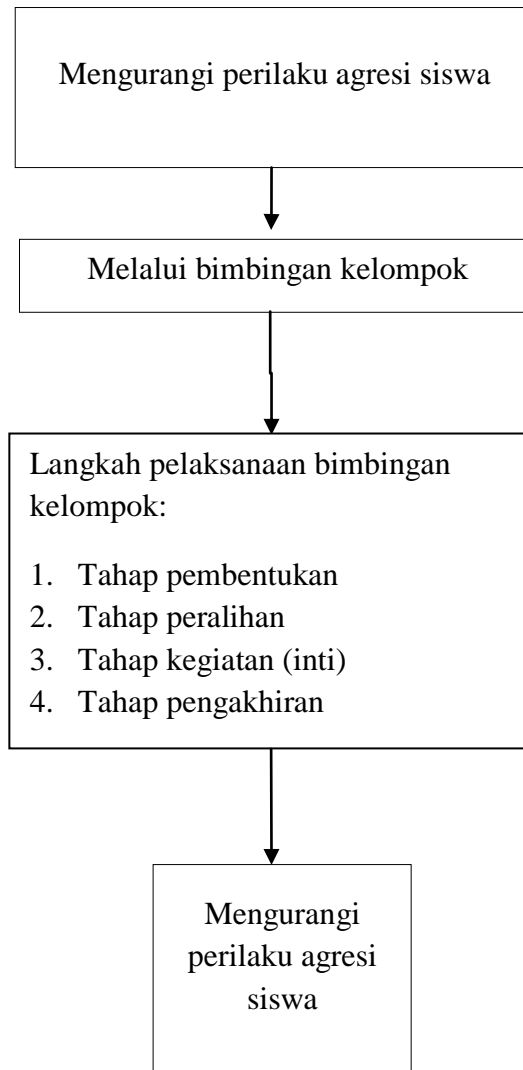 Mengurangi perilaku agresi siswa
Melalui bimbingan kelompok
Langkah pelaksanaan bimbingan
kelompok:
1. Tahap pembentukan
2. Tahap peralihan
3. Tahap kegiatan (inti)
4. Tahap pengakhiran
Mengurangi
perilaku agresi
siswa